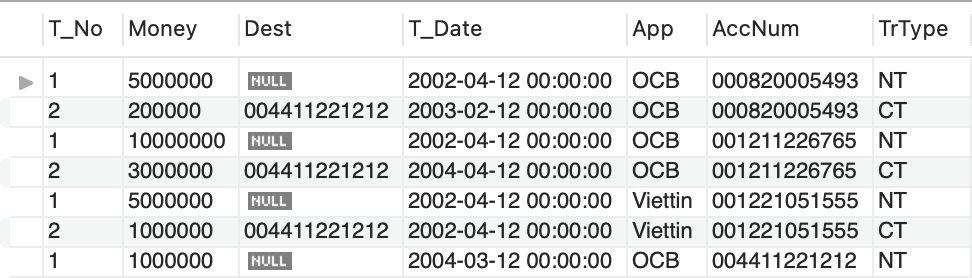 T_No Money Dest T_Date App AccNum TrType
1 5000000 NULL 2002-04-12 00:00:00 OCB 000820005493 NT
2 200000 004411221212 2003-02-12 00:00:00 OCB 000820005493 CT
1 10000000 NULL 2002-04-12 00:00:00 OCB 001211226765 NT
2 3000000 004411221212 2004-04-12 00:00:00 OCB 001211226765 CT
1 5000000 NULL 2002-04-12 00:00:00 Viettin 001221051555 NT
2 1000000 004411221212 2002-04-12 00:00:00 Viettin 001221051555 CT
1 1000000 NULL 2004-03-12 00:00:00 OCB 004411221212 NT